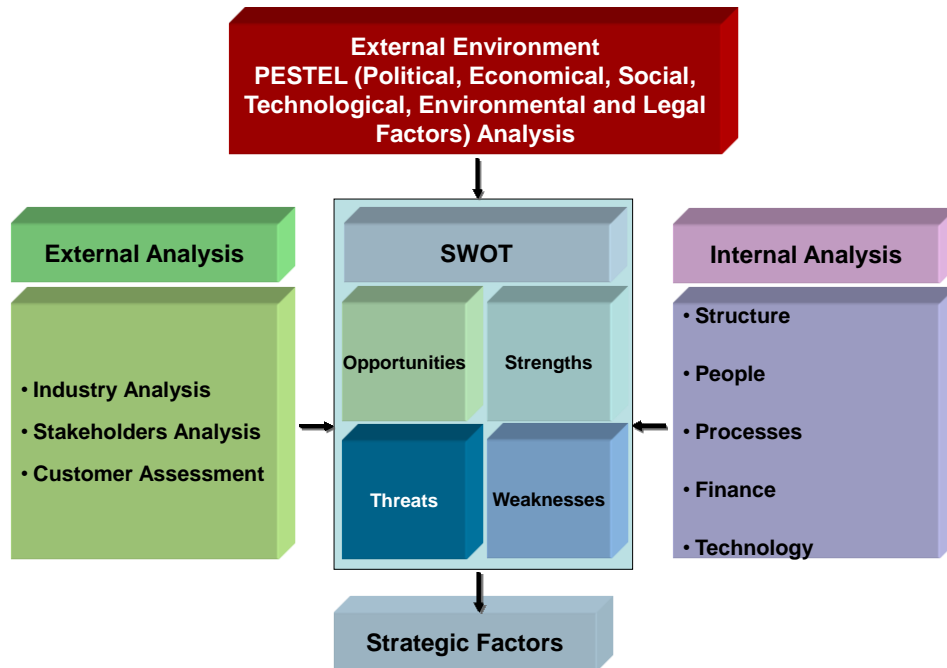 External Environment
PESTEL (Political, Economical, Social,
Technological, Environmental and Legal
Factors) Analysis
External Analysis
• Industry Analysis
• Stakeholders Analysis
• Customer Assessment
SWOT
Opportunities
Strengths
Threats
Weaknesses
Internal Analysis
• Structure
• People
• Processes
• Finance
• Technology
Strategic Factors